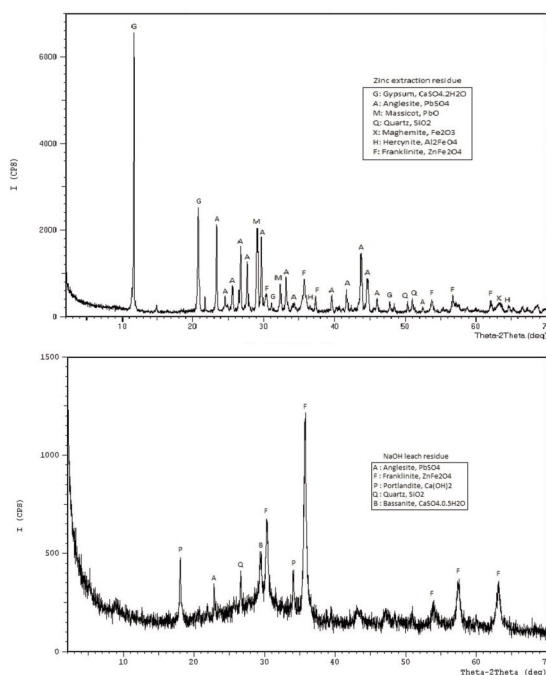 G
6000
Zinc extraction residue
G: Gypsum, CaSO4.2H2O
A: Anglesite, PbSO4
M: Massicot, PbO
Q: Quartz, SiO2
X: Maghemite, Fe2O3
H: Hercynite, Al2FeO4
F: Franklinite, ZnFe2O4
I (CPS)
4000
G
A
M
A
A
2000
A
A
A
A
M
F
G
A
A
F
H
F
A
A
A
A
G
Q
Q
A
F
F
F
X
H
0
10 20 30 40 50 60 70
Theta-2Theta (deg)
1500
F
NaOH leach residue
A : Anglesite, PbSO4
F : Franklinite, ZnFe2O4
P : Portlandite, Ca(OH)2
Q : Quartz, SiO2
B : Bassanite, CaSO4.0.5H2O
1000
I (CPS)
F
P
B
500
A
Q
P
F
F
F
0
10 20 30 40 50 60 70
Theta-2Theta (deg)